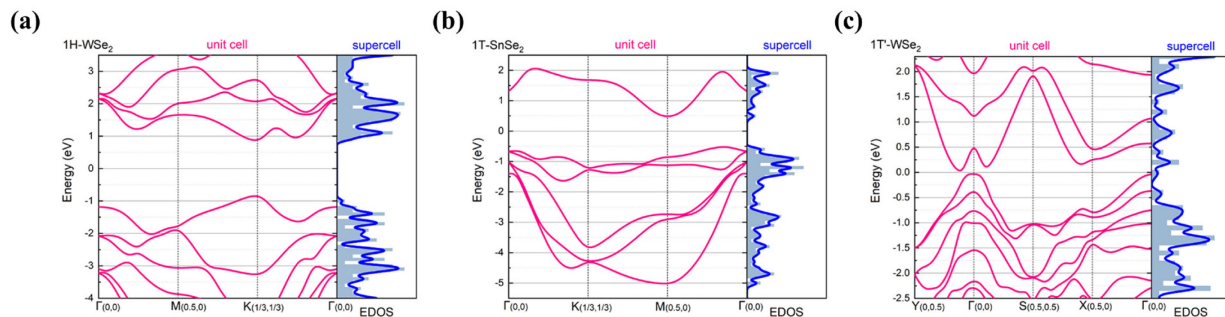 (a)
1H-WSe₂ unit cell supercell
Energy (eV)
3
2
1
0
-1
-2
-3
-4
Γ(0,0) M(0.5,0) K(1/3,1/3) Γ(0,0) EDOS
(b)
1T-SnSe₂ unit cell supercell
Energy (eV)
2
1
0
-1
-2
-3
-4
-5
Γ(0,0) K(1/3,1/3) M(0.5,0) Γ(0,0) EDOS
(c)
1T'-WSe₂ unit cell supercell
Energy (eV)
2.0
1.5
1.0
0.5
0.0
-0.5
-1.0
-1.5
-2.0
-2.5
Y(0,0.5) Γ(0,0) S(0.5,0.5) X(0.5,0) Γ(0,0) EDOS